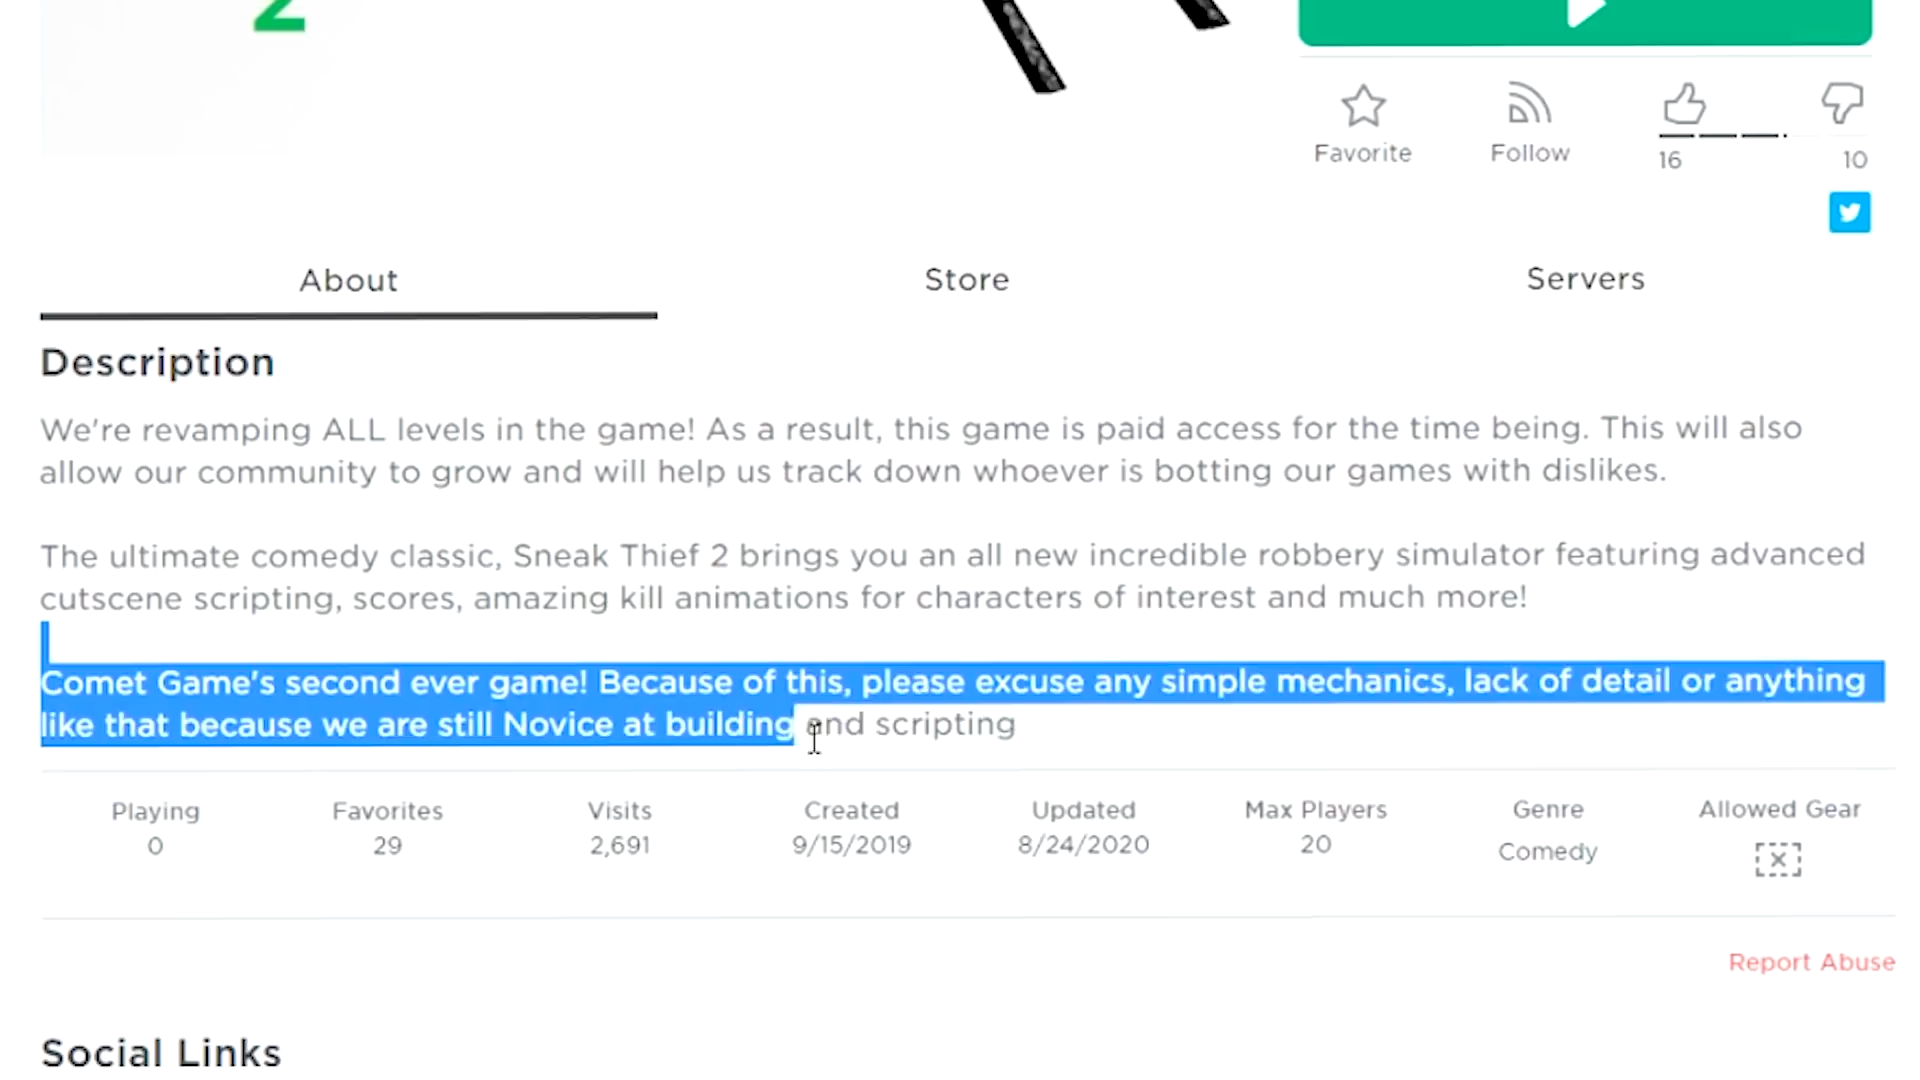 2
Favorite
Follow
16
10
About
Store
Servers
Description
We're revamping ALL levels in the game! As a result, this game is paid access for the time being. This will also
allow our community to grow and will help us track down whoever is botting our games with dislikes.
The ultimate comedy classic, Sneak Thief 2 brings you an all new incredible robbery simulator featuring advanced
cutscene scripting, scores, amazing kill animations for characters of interest and much more!
Comet Game's second ever game! Because of this, please excuse any simple mechanics, lack of detail or anything
like that because we are still Novice at building and scripting
Playing
0
Favorites
29
Visits
2,691
Created
9/15/2019
Updated
8/24/2020
Max Players
20
Genre
Comedy
Allowed Gear
Report Abuse
Social Links